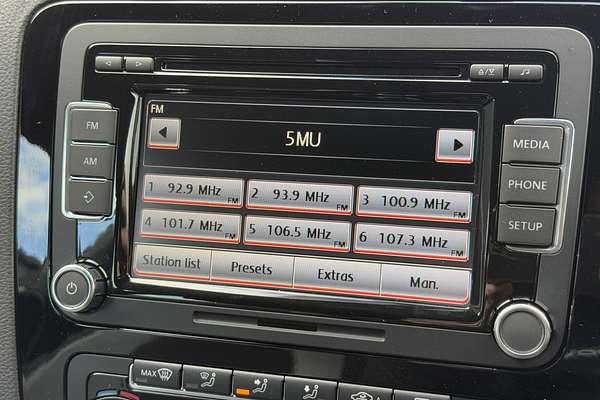 FM
5MU
FM
AM
MEDIA
PHONE
SETUP
1 92.9 MHz FM
2 93.9 MHz FM
3 100.9 MHz FM
4 101.7 MHz FM
5 106.5 MHz FM
6 107.3 MHz FM
Station list
Presets
Extras
Man.
MAX